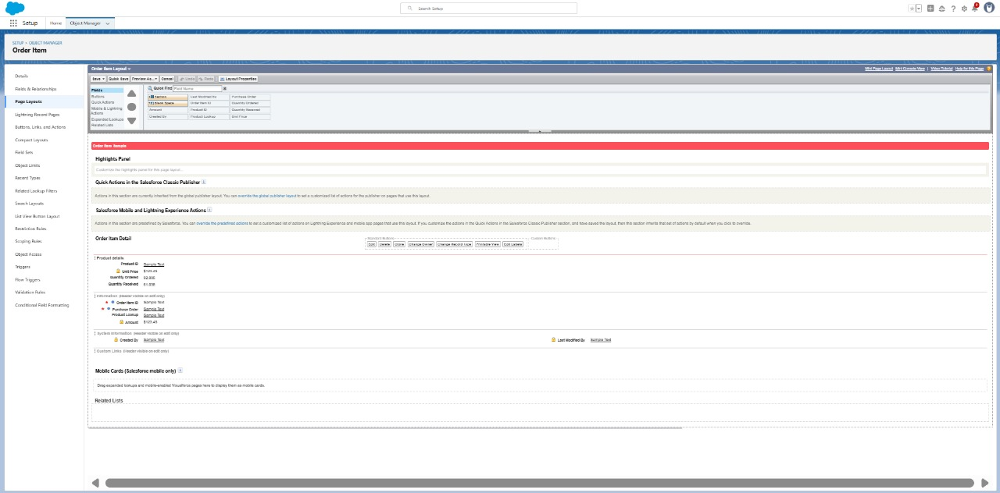 Search Setup
Setup
Home
Object Manager
SETUP > OBJECT MANAGER
Order Item
Details
Fields & Relationships
Page Layouts
Lightning Record Pages
Buttons, Links, and Actions
Compact Layouts
Field Sets
Object Limits
Record Types
Related Lookup Filters
Search Layouts
List View Button Layout
Restriction Rules
Scoping Rules
Object Access
Triggers
Flow Triggers
Validation Rules
Conditional Field Formatting
Order Item Layout
Mini Page Layout Mini Console View | Video Tutorial Help for this Page
Save Quick Save Preview As... Cancel Undo Redo Layout Properties
Fields
Buttons
Quick Actions
Mobile & Lightning Actions
Expanded Lookups
Related Lists
Quick Find Field Name
Section Last Modified By Purchase Order
Blank Space Order Item ID Quantity Ordered
Amount Product ID Quantity Received
Created By Product Lookup Unit Price
Order Item Sample
Highlights Panel
Customize the highlights panel for this page layout...
Quick Actions in the Salesforce Classic Publisher
Actions in this section are currently inherited from the global publisher layout. You can override the global publisher layout to set a customized list of actions for the publisher on pages that use this layout.
Salesforce Mobile and Lightning Experience Actions
Actions in this section are predefined by Salesforce. You can override the predefined actions to set a customized list of actions on Lightning Experience and mobile app pages that use this layout. If you customize the actions in the Quick Actions in the Salesforce Classic Publisher section, and have saved the layout, then this section inherits that set of actions by default when you click to override.
Order Item Detail
Standard Buttons
Edit Delete Clone Change Owner Change Record Type Printable View Edit Labels
Custom Buttons
Product details
Product ID Sample Text
Unit Price $123.45
Quantity Ordered
Quantity Received
Information (Header visible on edit only)
Order Item ID Sample Text
Purchase Order Sample Text
Product Lookup Sample Text
Amount $123.45
System Information (Header visible on edit only)
Created By Sample Text
Last Modified By Sample Text
Custom Links (Header visible on edit only)
Mobile Cards (Salesforce mobile only)
Drag expanded lookups and mobile-enabled Visualforce pages here to display them as mobile cards.
Related Lists